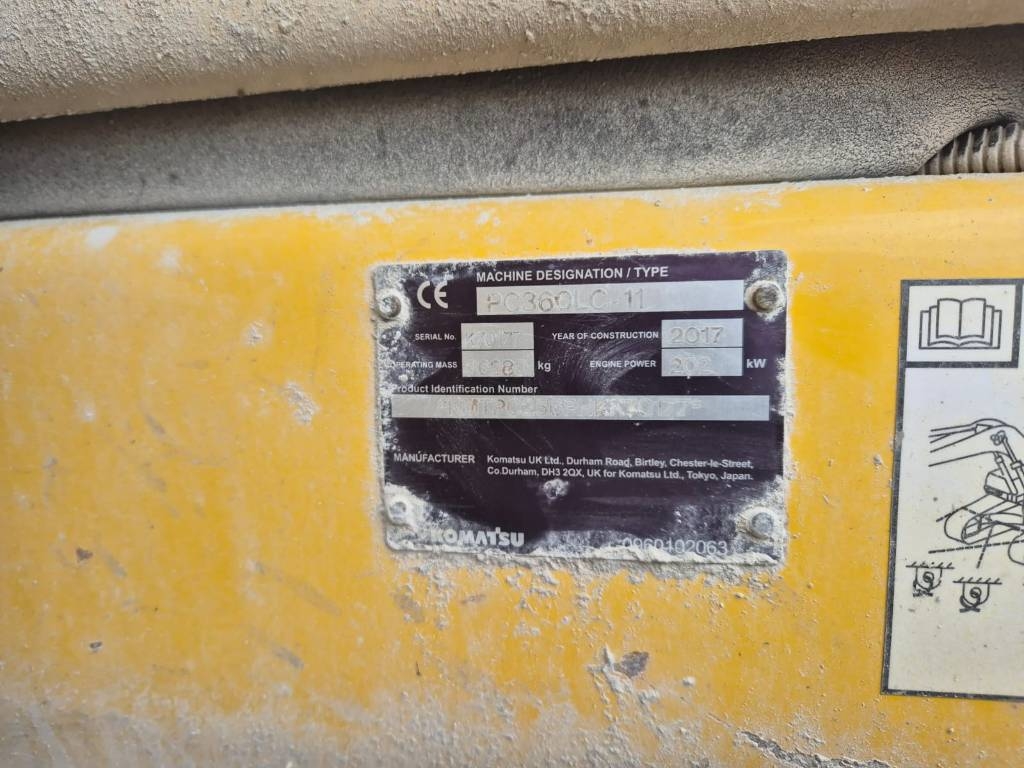 CE
MACHINE DESIGNATION / TYPE
PC360LC-11
SERIAL No.
YEAR OF CONSTRUCTION 2017
OPERATING MASS kg ENGINE POWER 202 kW
Product Identification Number
MANUFACTURER Komatsu UK Ltd., Durham Road, Birtley, Chester-le-Street,
Co.Durham, DH3 2QX, UK for Komatsu Ltd., Tokyo, Japan.
KOMATSU 0960102063